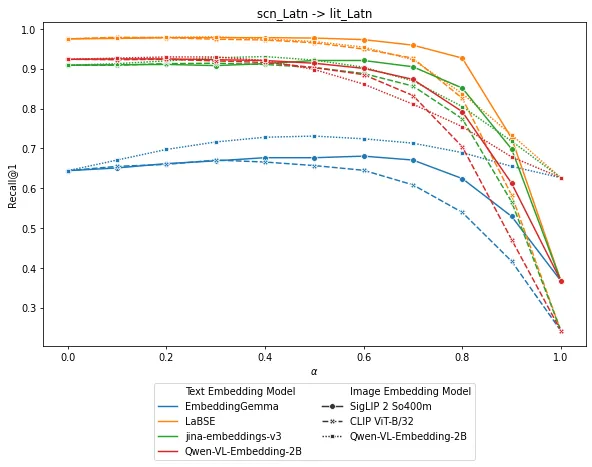 scn_Latn -> lit_Latn
1.0
0.9
0.8
0.7
0.6
0.5
0.4
0.3
Recall@1
0.0 0.2 0.4 0.6 0.8 1.0
α
Text Embedding Model Image Embedding Model
EmbeddingGemma SigLIP 2 So400m
LaBSE CLIP ViT-B/32
jina-embeddings-v3 Qwen-VL-Embedding-2B
Qwen-VL-Embedding-2B